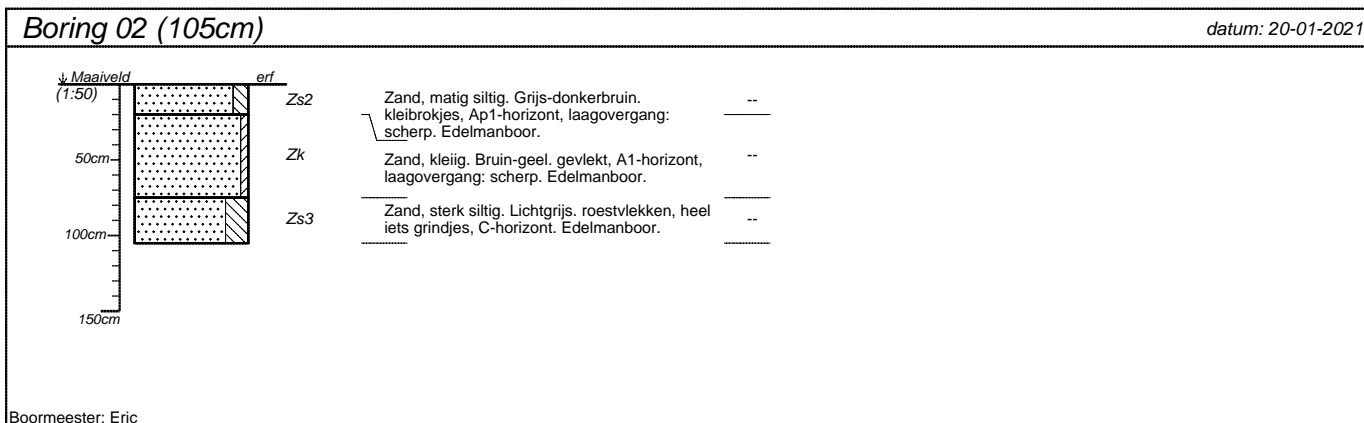 Boring 02 (105cm)
datum: 20-01-2021
Maaiveld
erf
(1:50)
Zs2
Zand, matig siltig. Grijs-donkerbruin.
kleibrokjes, Ap1-horizont, laagovergang:
scherp. Edelmanboor.
--
50cm
Zk
Zand, kleiig. Bruin-geel. gevlekt, A1-horizont,
laagovergang: scherp. Edelmanboor.
--
100cm
Zs3
Zand, sterk siltig. Lichtgrijs. roestvlekken, heel
iets grindjes, C-horizont. Edelmanboor.
--
150cm
Boormeester: Eric